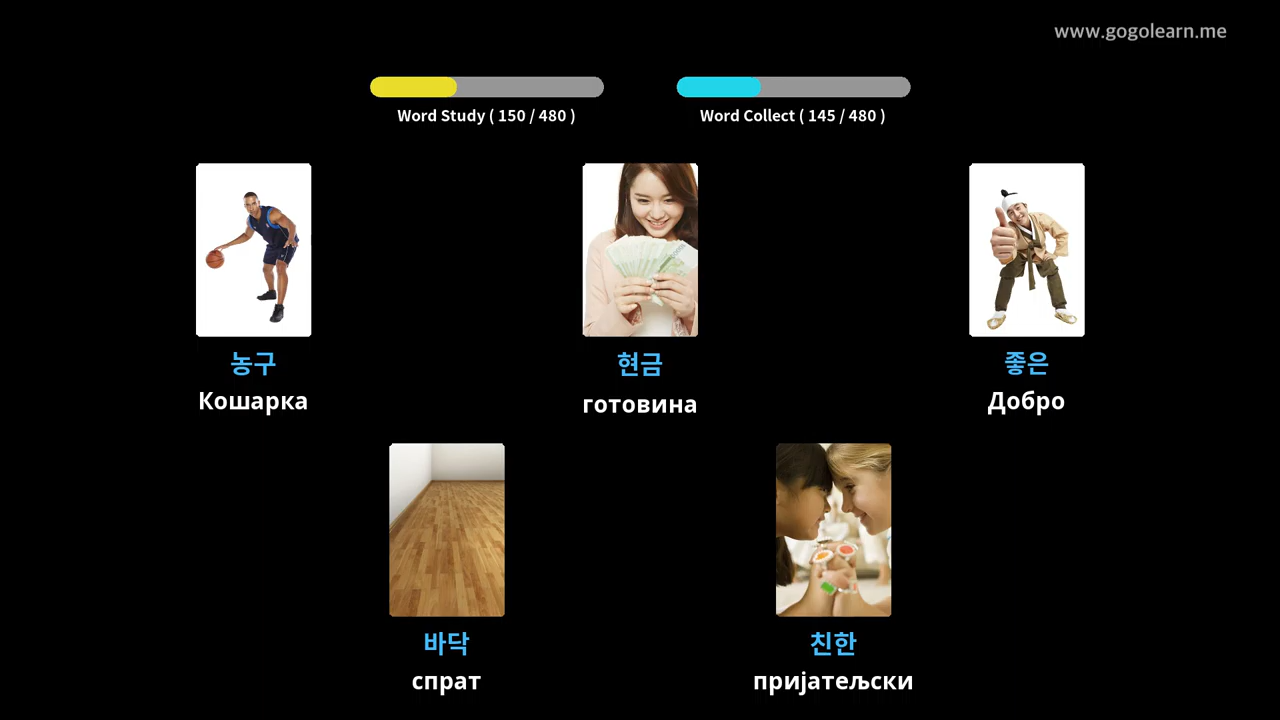 www.gogolearn.me
Word Study ( 150 / 480 )
Word Collect ( 145 / 480 )
농구
Кошарка
현금
готовина
좋은
Добро
바닥
спрат
친한
пријатељски